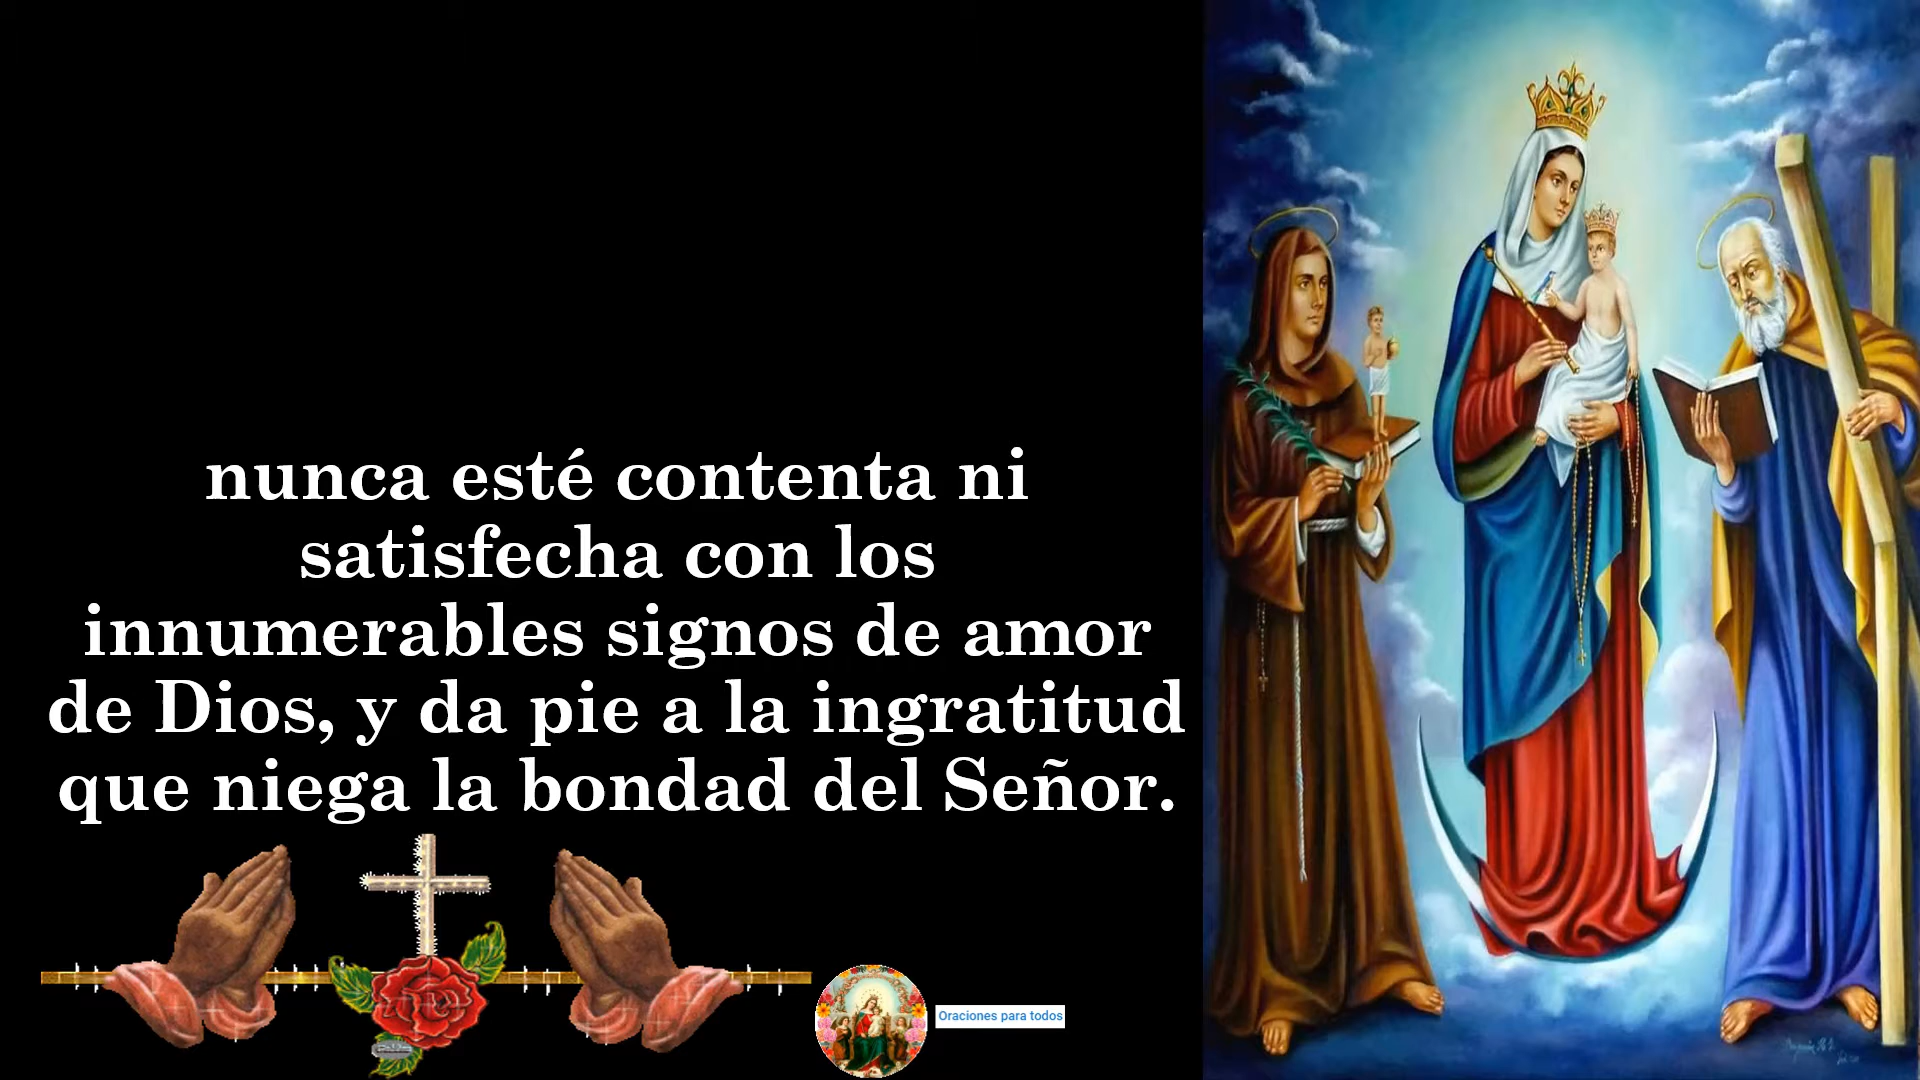 nunca esté contenta ni
satisfecha con los
innumerables signos de amor
de Dios, y da pie a la ingratitud
que niega la bondad del Señor.
Oraciones para todos